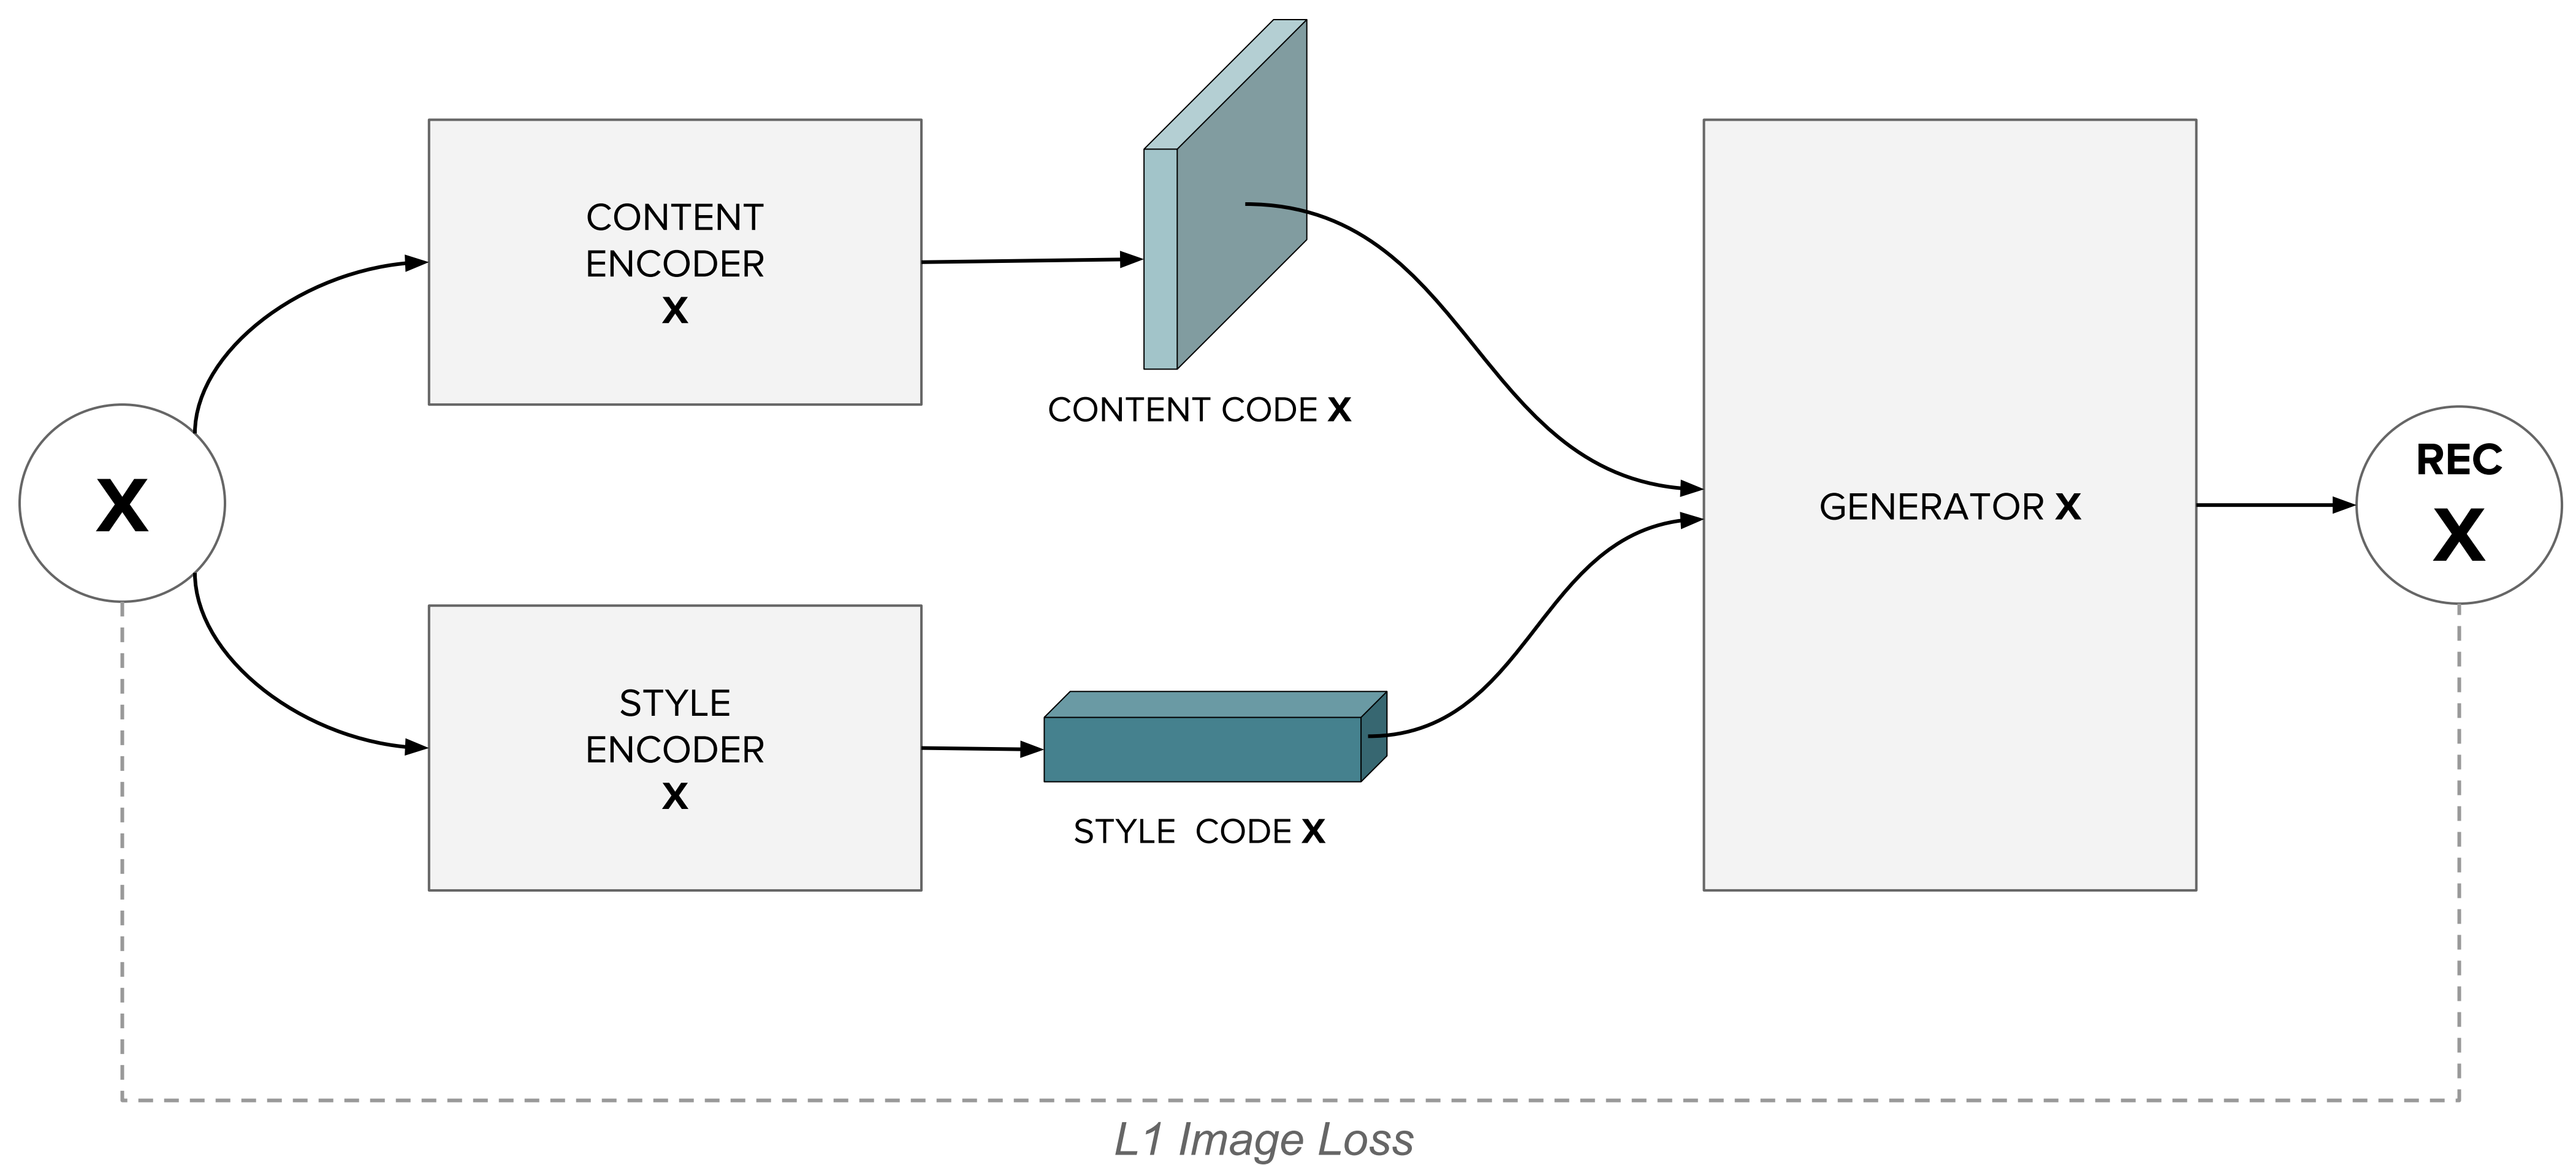 CONTENT
ENCODER
X
CONTENT CODE X
X
STYLE
ENCODER
X
STYLE CODE X
GENERATOR X
REC
X
L1 Image Loss